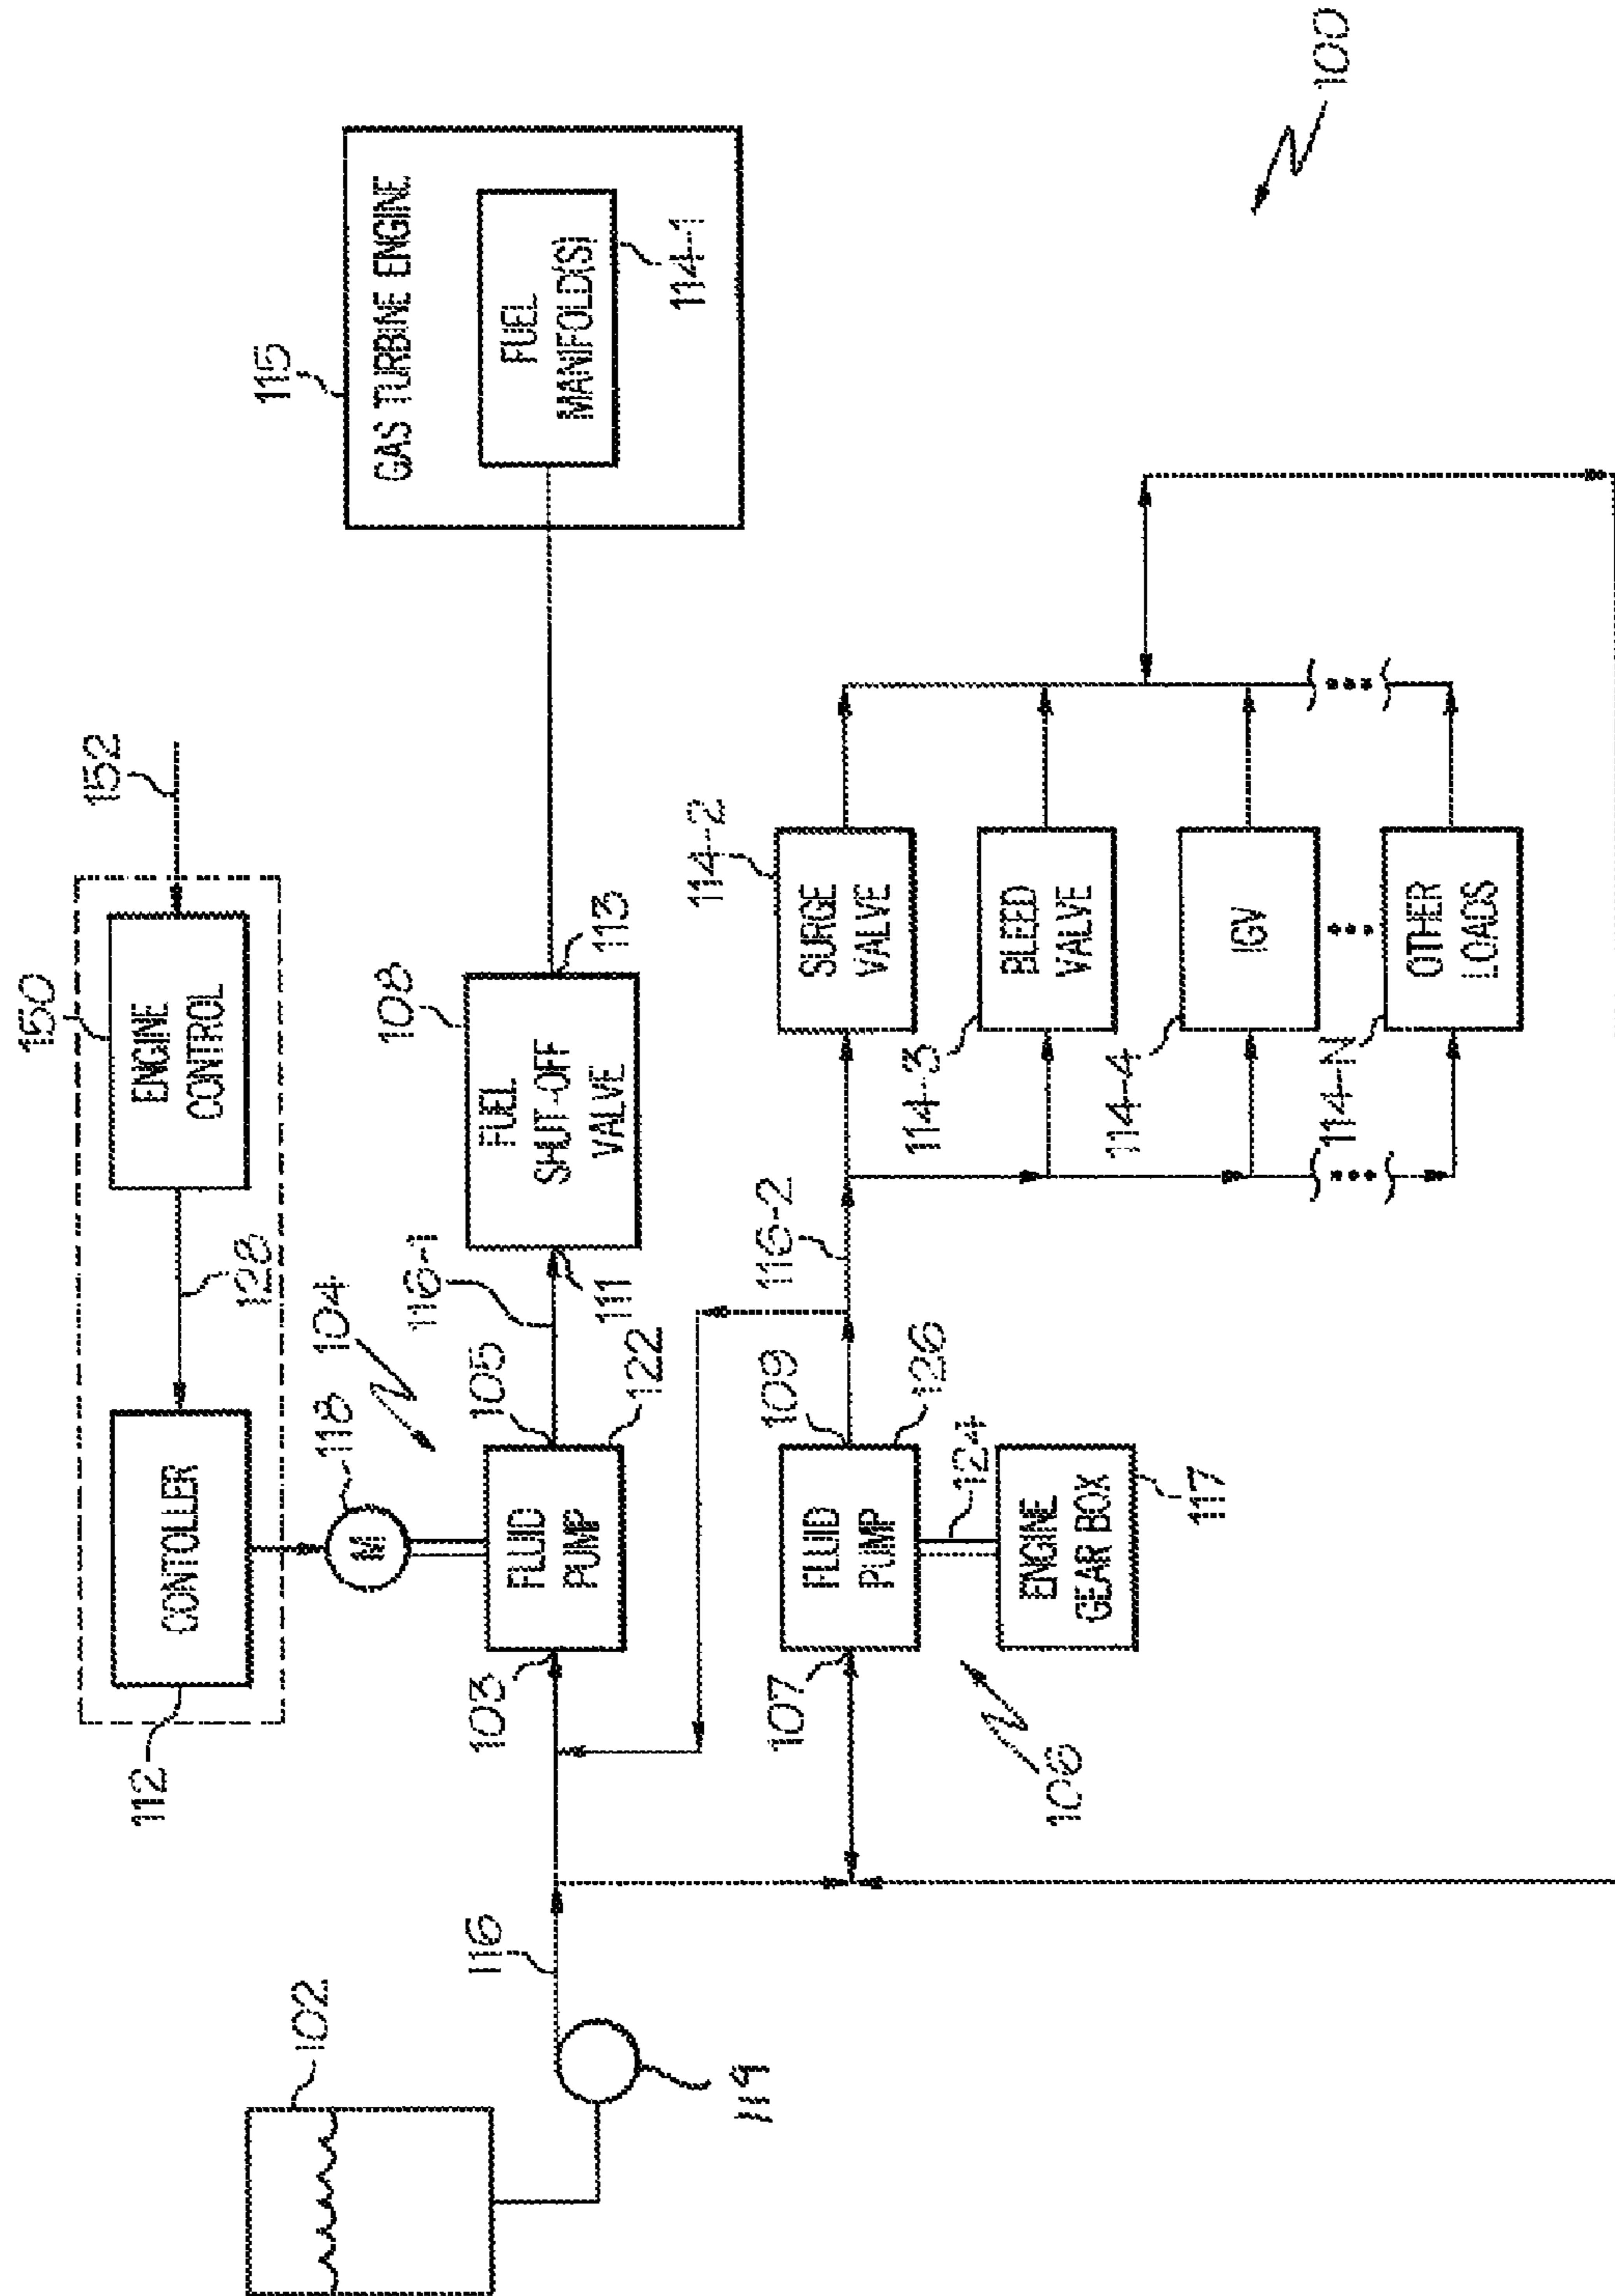 150
152
ENGINE
CONTROL
128
CONTOLLER
112
118
M
104
102
116
119
103
FLUID
PUMP
105
122
116-1
111
108
FUEL
SHUT-OFF
VALVE
113
115
GAS TURBINE ENGINE
FUEL
MANIFOLD(S)
114-1
107
FLUID
PUMP
109
126
124
106
ENGINE
GEAR BOX
117
116-2
114-2
SURGE
VALVE
114-3
BLEED
VALVE
114-4
IGV
114-N
OTHER
LOADS
100